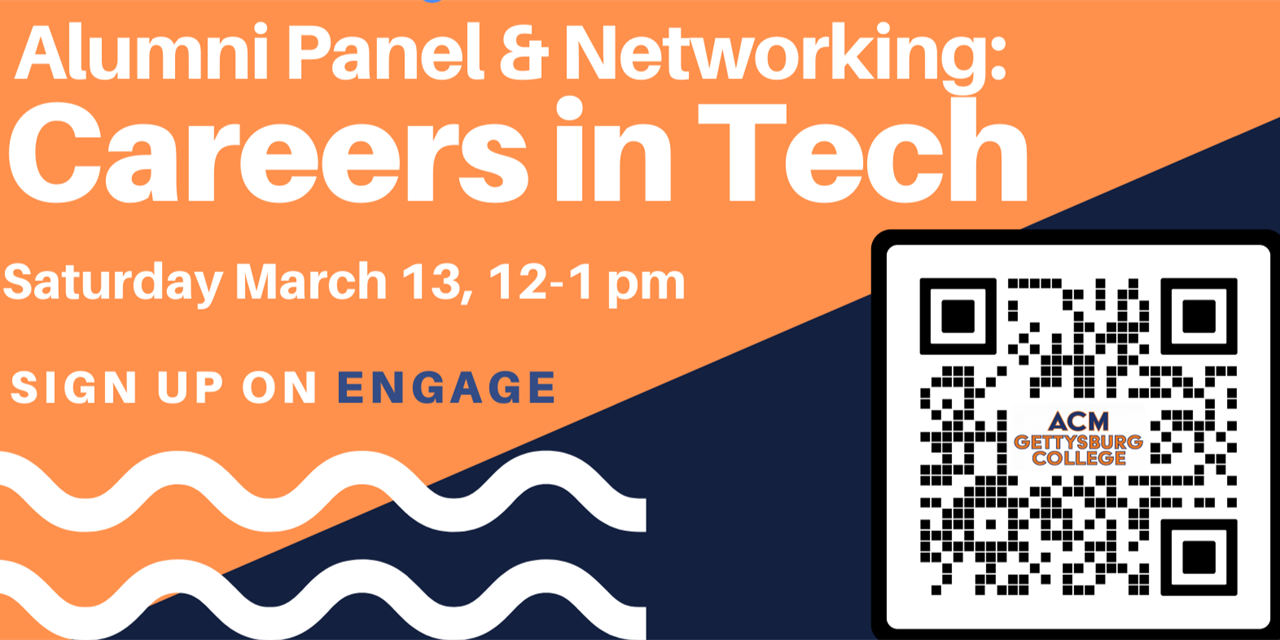 Alumni Panel & Networking:
Careers in Tech
Saturday March 13, 12-1 pm
SIGN UP ON ENGAGE
ACM
GETTYSBURG
COLLEGE